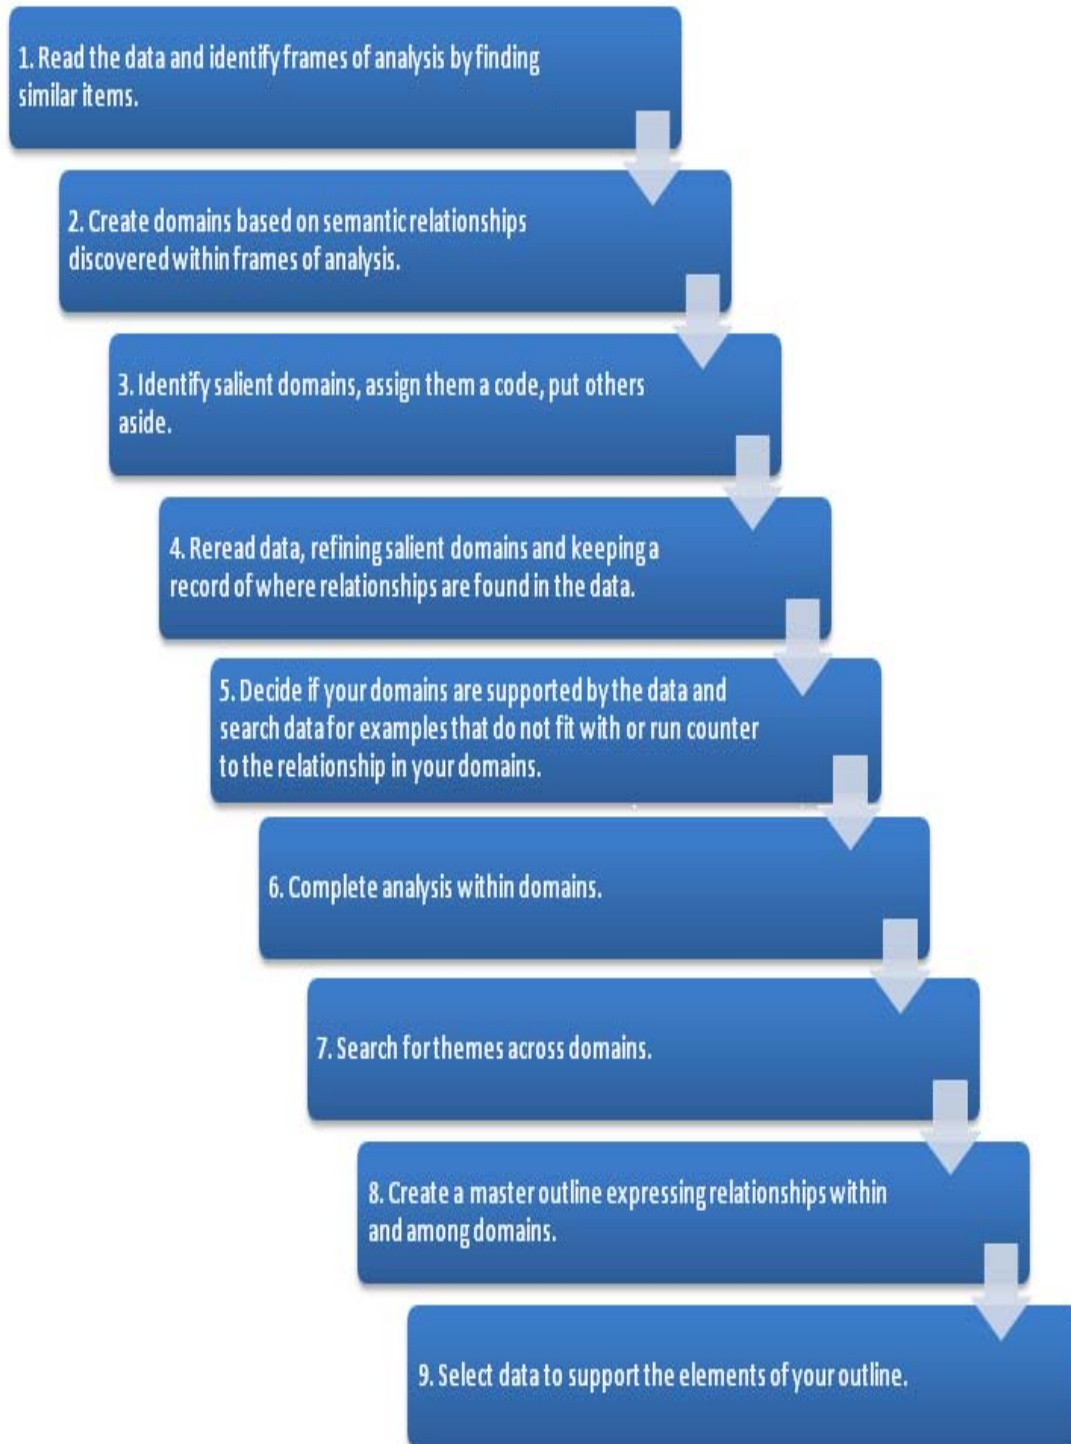 1. Read the data and identify frames of analysis by finding
similar items.
2. Create domains based on semantic relationships
discovered within frames of analysis.
3. Identify salient domains, assign them a code, put others
aside.
4. Reread data, refining salient domains and keeping a
record of where relationships are found in the data.
5. Decide if your domains are supported by the data and
search data for examples that do not fit with or run counter
to the relationship in your domains.
6. Complete analysis within domains.
7. Search for themes across domains.
8. Create a master outline expressing relationships within
and among domains.
9. Select data to support the elements of your outline.